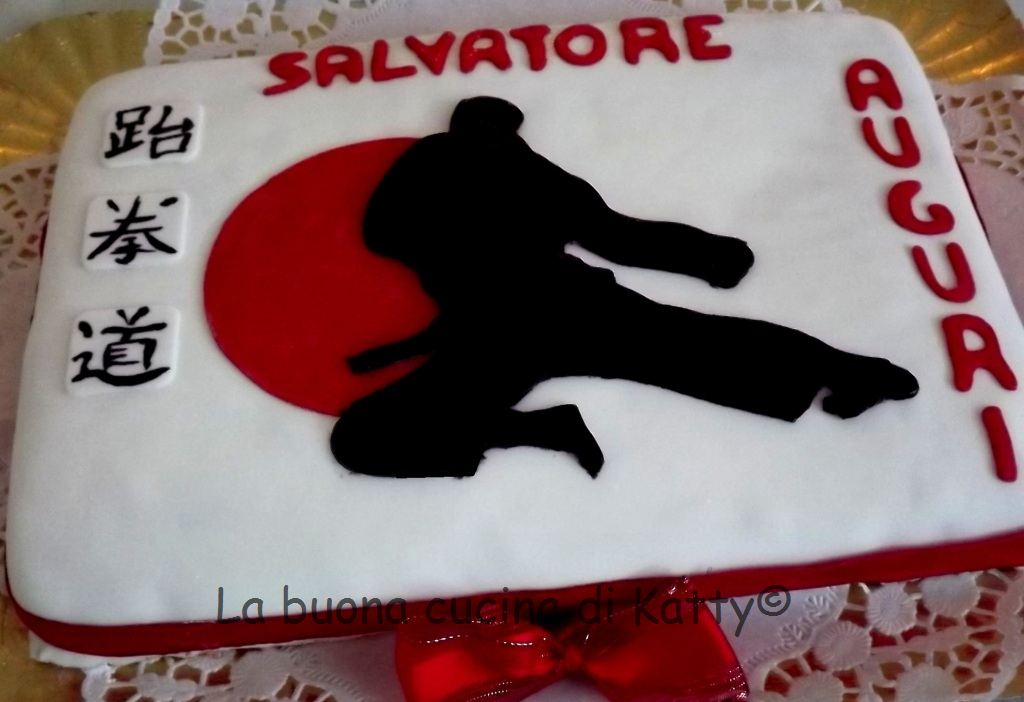 SALVATORE
AUGURI
跆
拳
道
La buona cucina di Katty©